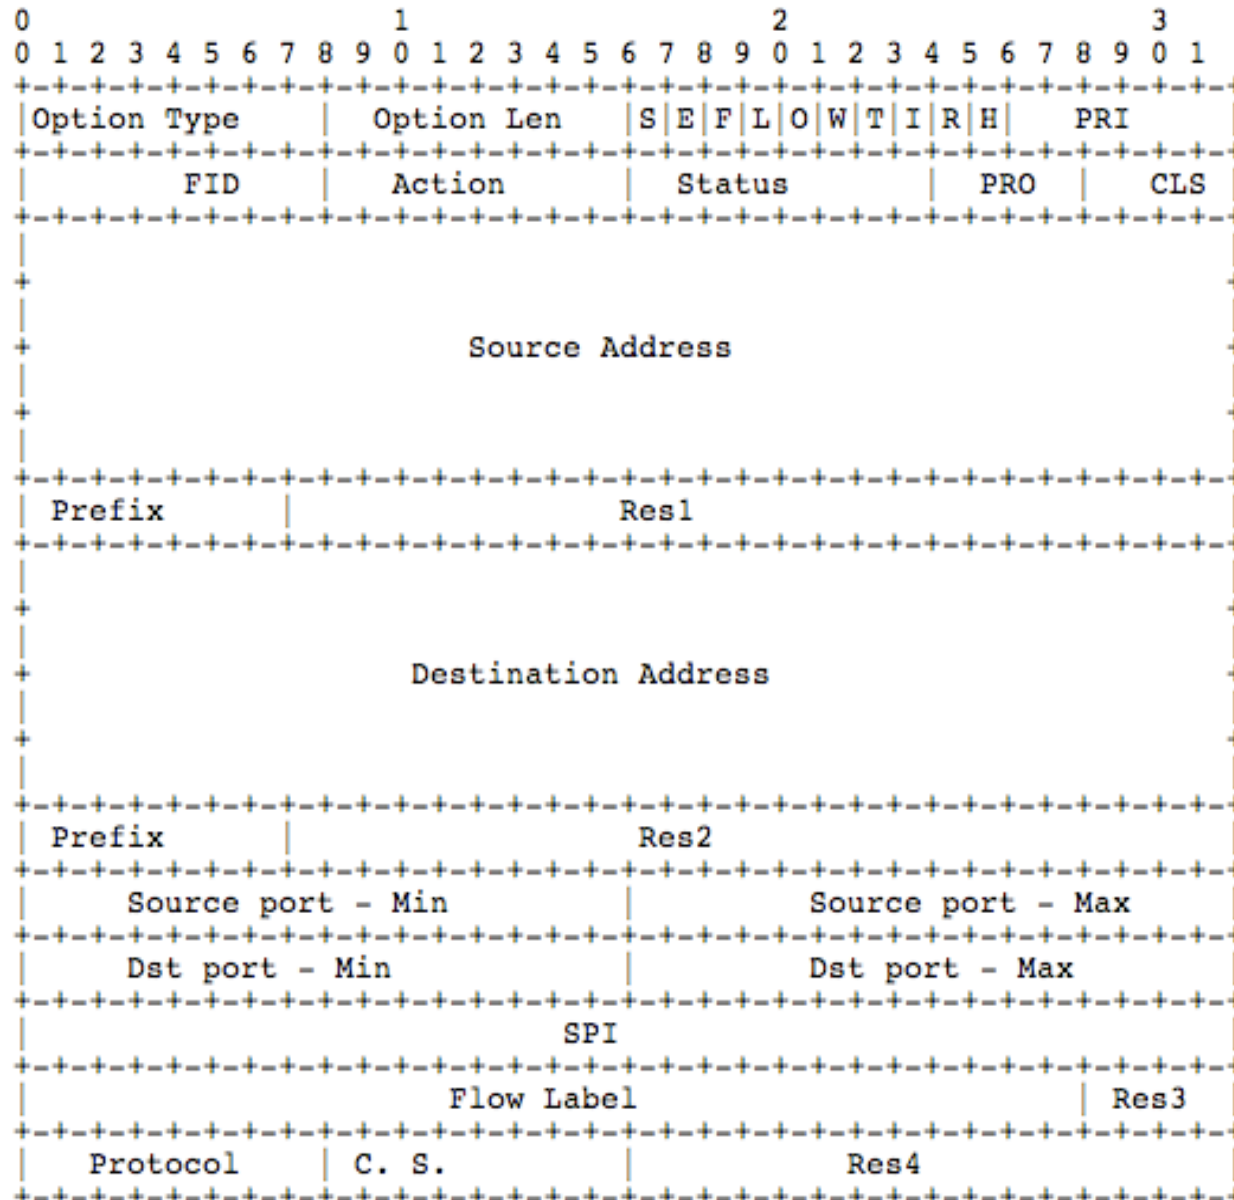 0                   1                   2                   3
0 1 2 3 4 5 6 7 8 9 0 1 2 3 4 5 6 7 8 9 0 1 2 3 4 5 6 7 8 9 0 1
+-+-+-+-+-+-+-+-+-+-+-+-+-+-+-+-+-+-+-+-+-+-+-+-+-+-+-+-+-+-+-+-+
|Option Type    |  Option Len   |S|E|F|L|O|W|T|I|R|H|   PRI     |
+-+-+-+-+-+-+-+-+-+-+-+-+-+-+-+-+-+-+-+-+-+-+-+-+-+-+-+-+-+-+-+-+
|        FID    |   Action      |  Status       |  PRO  |   CLS |
+-+-+-+-+-+-+-+-+-+-+-+-+-+-+-+-+-+-+-+-+-+-+-+-+-+-+-+-+-+-+-+-+
|                                                               |
+                                                               +
|                                                               |
+                       Source Address                          +
|                                                               |
+                                                               +
|                                                               |
+-+-+-+-+-+-+-+-+-+-+-+-+-+-+-+-+-+-+-+-+-+-+-+-+-+-+-+-+-+-+-+-+
| Prefix      |                 Res1                            |
+-+-+-+-+-+-+-+-+-+-+-+-+-+-+-+-+-+-+-+-+-+-+-+-+-+-+-+-+-+-+-+-+
|                                                               |
+                                                               +
|                                                               |
+                    Destination Address                        +
|                                                               |
+                                                               +
|                                                               |
+-+-+-+-+-+-+-+-+-+-+-+-+-+-+-+-+-+-+-+-+-+-+-+-+-+-+-+-+-+-+-+-+
| Prefix      |                  Res2                           |
+-+-+-+-+-+-+-+-+-+-+-+-+-+-+-+-+-+-+-+-+-+-+-+-+-+-+-+-+-+-+-+-+
|     Source port - Min         |         Source port - Max     |
+-+-+-+-+-+-+-+-+-+-+-+-+-+-+-+-+-+-+-+-+-+-+-+-+-+-+-+-+-+-+-+-+
|     Dst port - Min            |         Dst port - Max        |
+-+-+-+-+-+-+-+-+-+-+-+-+-+-+-+-+-+-+-+-+-+-+-+-+-+-+-+-+-+-+-+-+
|                            SPI                                |
+-+-+-+-+-+-+-+-+-+-+-+-+-+-+-+-+-+-+-+-+-+-+-+-+-+-+-+-+-+-+-+-+
|                      Flow Label                       | Res3  |
+-+-+-+-+-+-+-+-+-+-+-+-+-+-+-+-+-+-+-+-+-+-+-+-+-+-+-+-+-+-+-+-+
|   Protocol    | C. S.         |           Res4                |
+-+-+-+-+-+-+-+-+-+-+-+-+-+-+-+-+-+-+-+-+-+-+-+-+-+-+-+-+-+-+-+-+